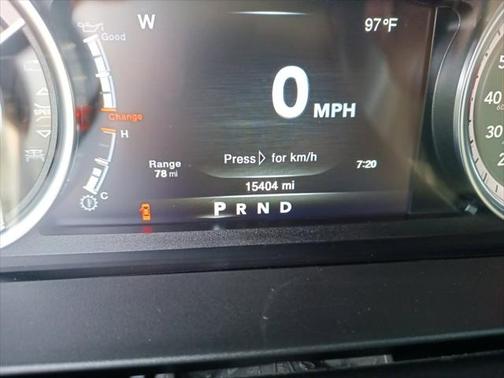 W
97°F
Good
0 MPH
Change
H
Range
78 mi
Press ▷ for km/h
7:20
C
15404 mi
P R N D
40
30